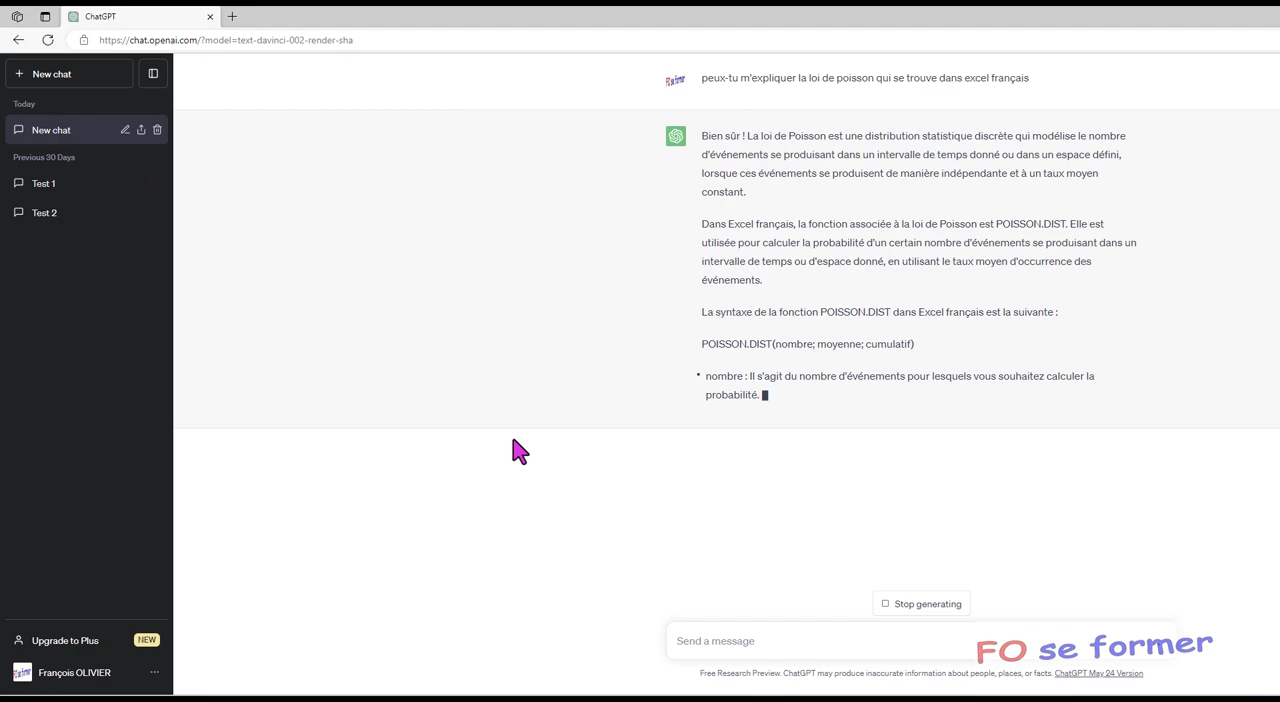 ChatGPT
https://chat.openai.com/?model=text-davinci-002-render-sha
New chat
Today
New chat
Previous 30 Days
Test 1
Test 2
FO se former
peux-tu m'expliquer la loi de poisson qui se trouve dans excel français
Bien sûr ! La loi de Poisson est une distribution statistique discrète qui modélise le nombre
d'événements se produisant dans un intervalle de temps donné ou dans un espace défini,
lorsque ces événements se produisent de manière indépendante et à un taux moyen
constant.
Dans Excel français, la fonction associée à la loi de Poisson est POISSON.DIST. Elle est
utilisée pour calculer la probabilité d'un certain nombre d'événements se produisant dans un
intervalle de temps ou d'espace donné, en utilisant le taux moyen d'occurrence des
événements.
La syntaxe de la fonction POISSON.DIST dans Excel français est la suivante :
POISSON.DIST(nombre; moyenne; cumulatif)
• nombre : Il s'agit du nombre d'événements pour lesquels vous souhaitez calculer la
probabilité.
Stop generating
Send a message
FO se former
Free Research Preview. ChatGPT may produce inaccurate information about people, places, or facts. ChatGPT May 24 Version
Upgrade to Plus NEW
François OLIVIER